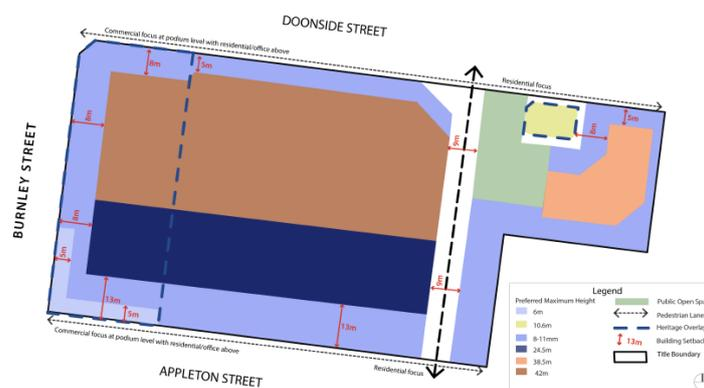 DOONSIDE STREET
Commercial focus at podium level with residential/office above
Residential focus
8m
5m
5m
8m
8m
9m
BURNLEY STREET
8m
5m
9m
13m
5m
13m
Commercial focus at podium level with residential/office above
Residential focus
APPLETON STREET
Legend
Preferred Maximum Height
6m
10.6m
8-11mm
24.5m
38.5m
42m
Public Open
Pedestrian Lane
Heritage Overlay
13m Building Setback
Title Boundary